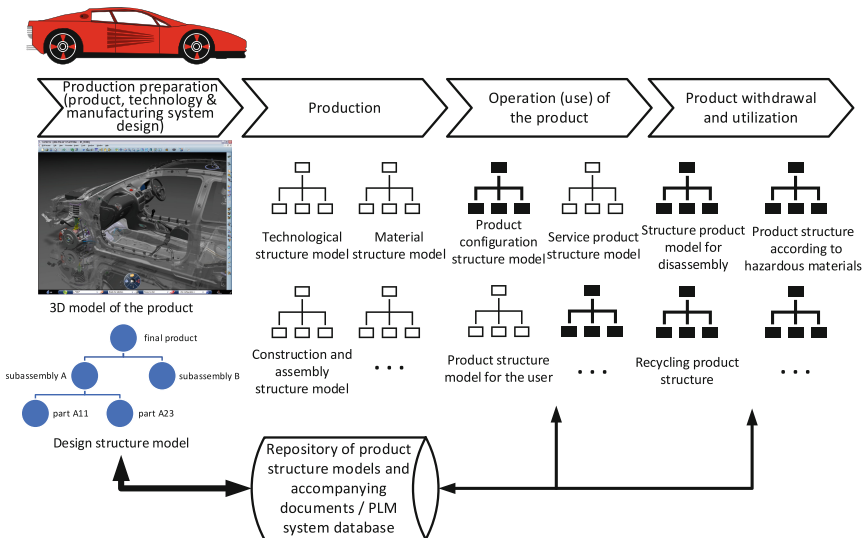 Production preparation
(product, technology &
manufacturing system
design)
Production
Operation (use) of
the product
Product withdrawal
and utilization
3D model of the product
final product
subassembly A
subassembly B
part A11
part A23
Design structure model
Technological
structure model
Material
structure model
Construction and
assembly
structure model
. . .
Product
configuration
structure model
Service product
structure model
Product structure
model for the user
. . .
Structure product
model for
disassembly
Product structure
according to
hazardous materials
Recycling product
structure
. . .
Repository of product
structure models and
accompanying
documents / PLM
system database